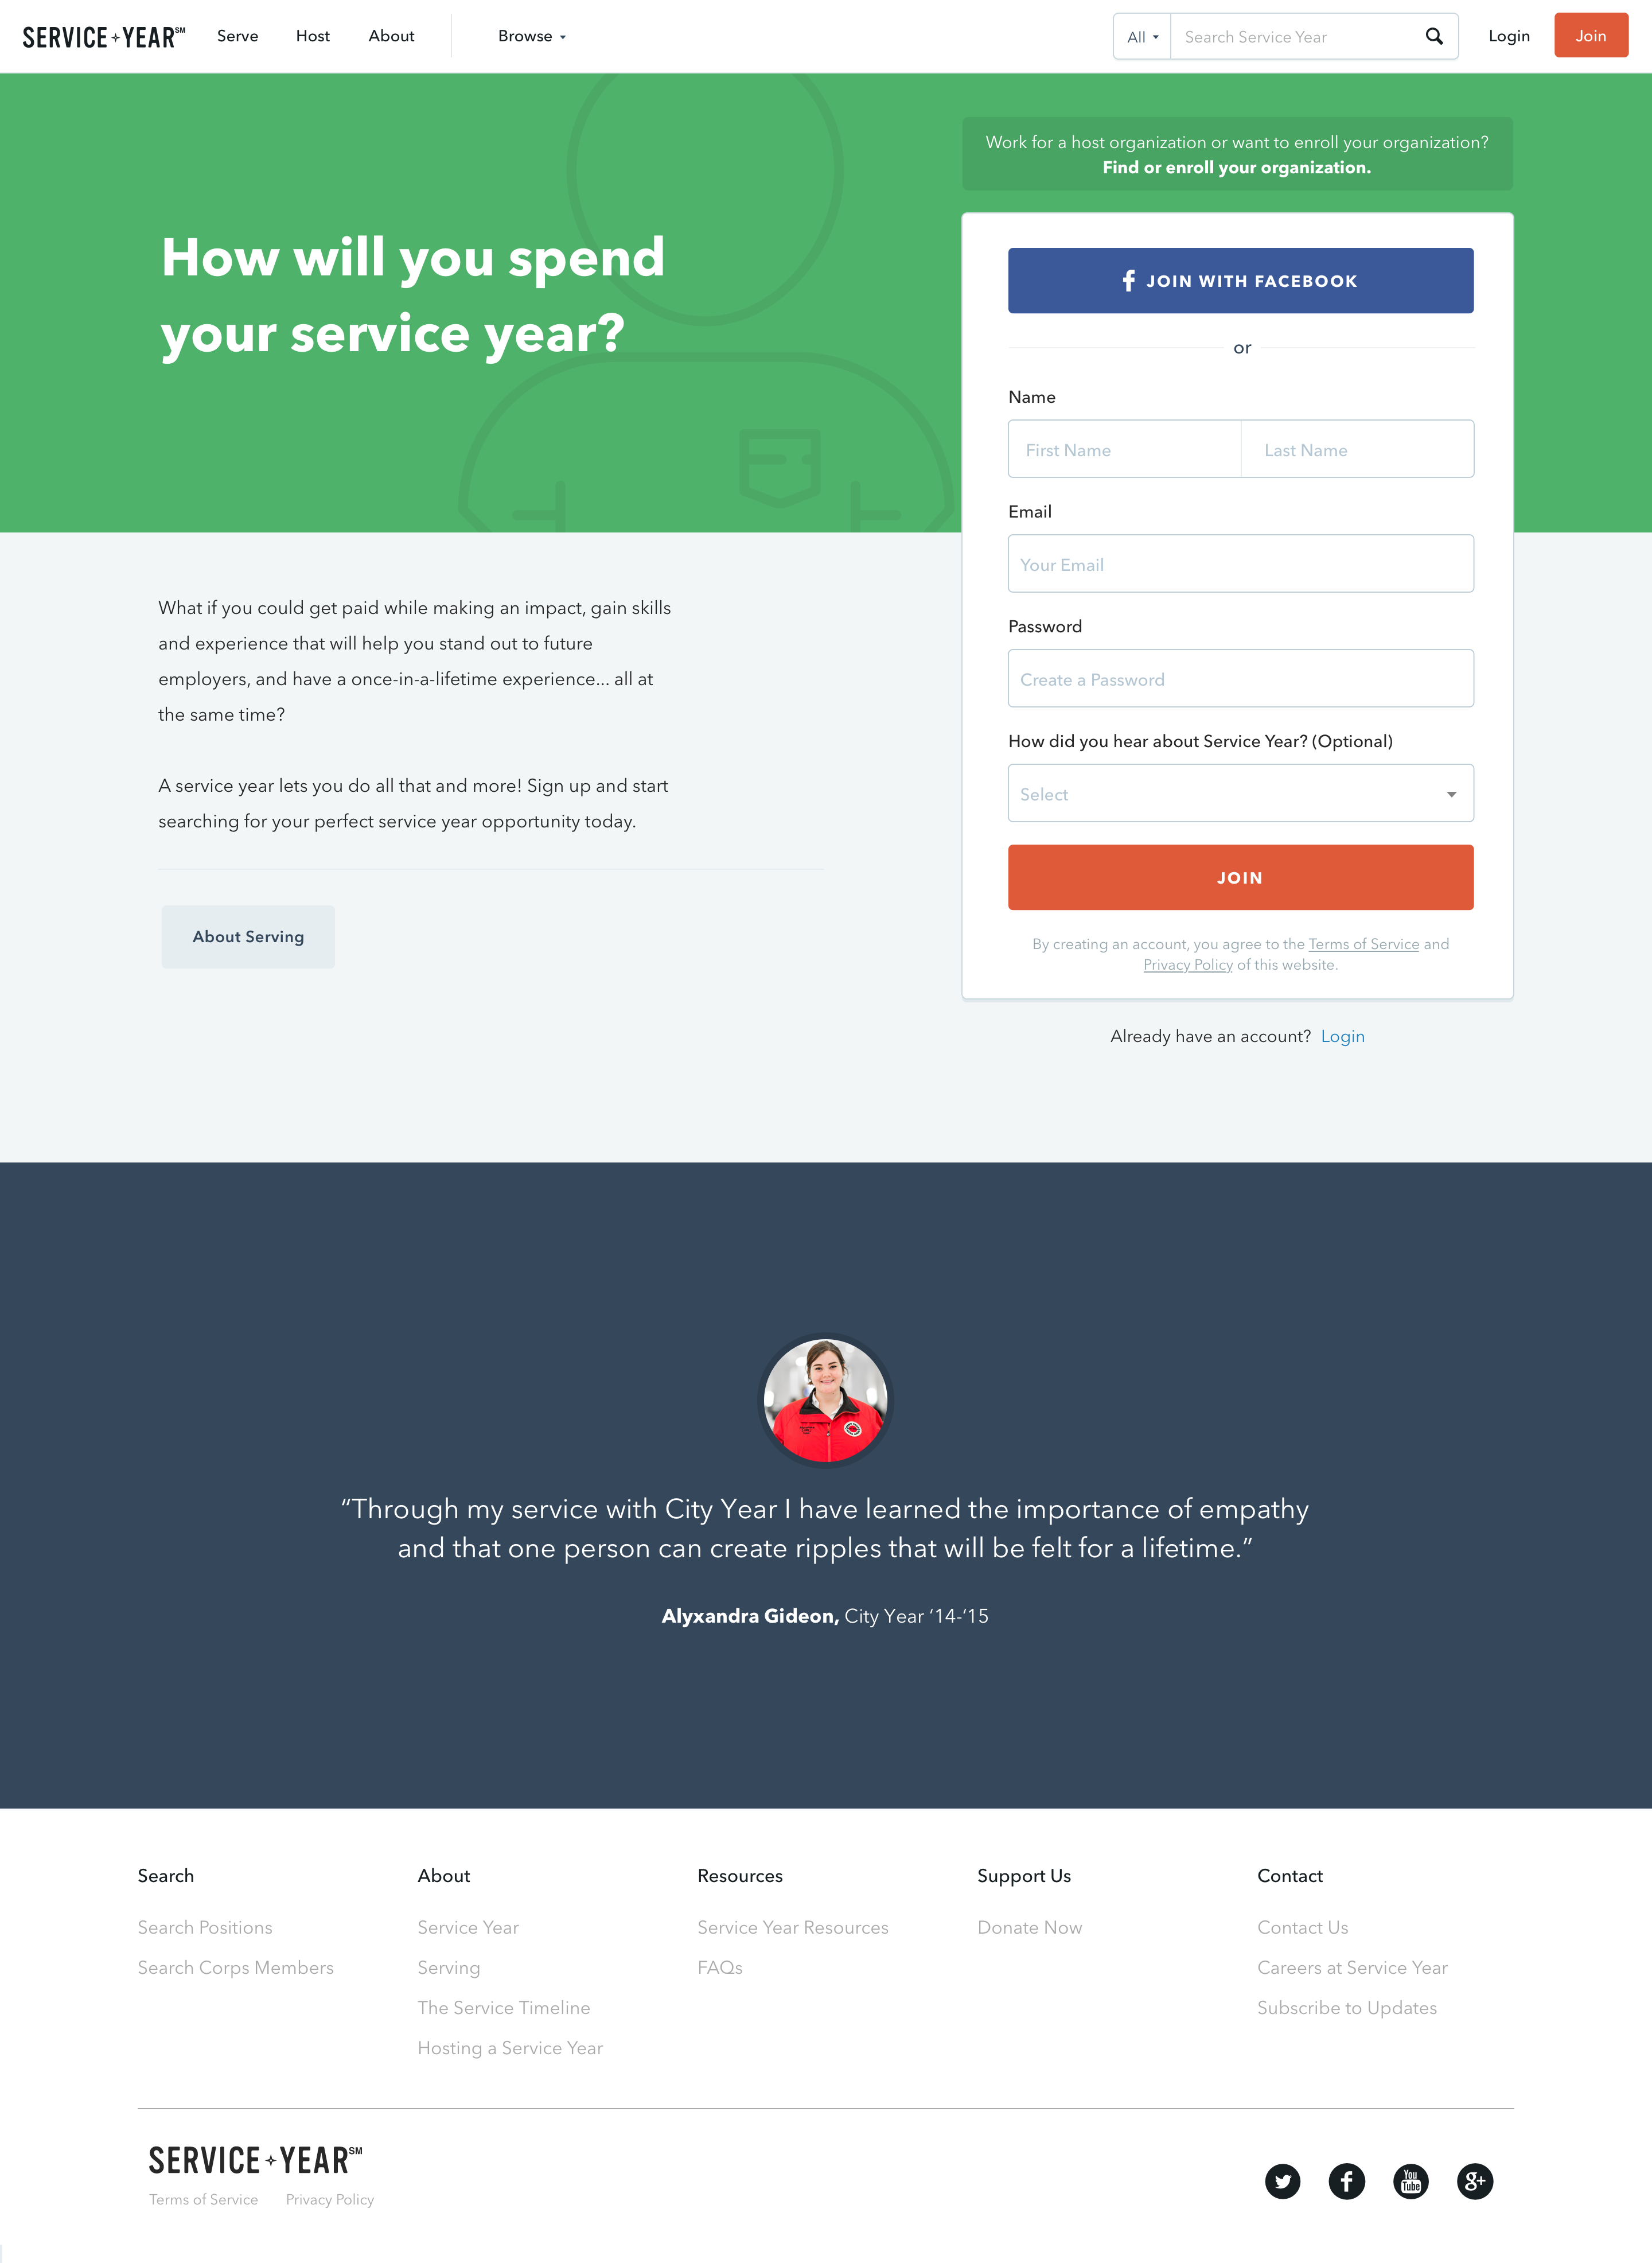 SERVICE + YEAR℠
Serve
Host
About
Browse
All
Search Service Year
Login
Join
How will you spend
your service year?
Work for a host organization or want to enroll your organization?
Find or enroll your organization.
JOIN WITH FACEBOOK
or
Name
First Name
Last Name
Email
Your Email
Password
Create a Password
How did you hear about Service Year? (Optional)
Select
JOIN
By creating an account, you agree to the Terms of Service and
Privacy Policy of this website.
Already have an account? Login
What if you could get paid while making an impact, gain skills
and experience that will help you stand out to future
employers, and have a once-in-a-lifetime experience... all at
the same time?
A service year lets you do all that and more! Sign up and start
searching for your perfect service year opportunity today.
About Serving
“Through my service with City Year I have learned the importance of empathy
and that one person can create ripples that will be felt for a lifetime.”
Alyxandra Gideon, City Year ‘14-‘15
Search
Search Positions
Search Corps Members
About
Service Year
Serving
The Service Timeline
Hosting a Service Year
Resources
Service Year Resources
FAQs
Support Us
Donate Now
Contact
Contact Us
Careers at Service Year
Subscribe to Updates
SERVICE + YEAR℠
Terms of Service
Privacy Policy
You
Tube
g+